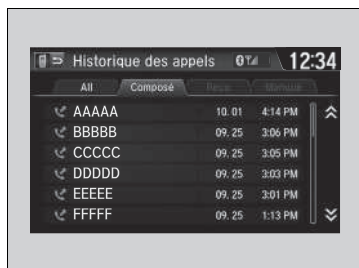 Historique des appels 12:34
All Composé Reçu Manqué
AAAAA 10. 01 4:14 PM
BBBBB 09. 25 3:06 PM
CCCCC 09. 25 3:05 PM
DDDDD 09. 25 3:03 PM
EEEEE 09. 25 3:01 PM
FFFFF 09. 25 1:13 PM